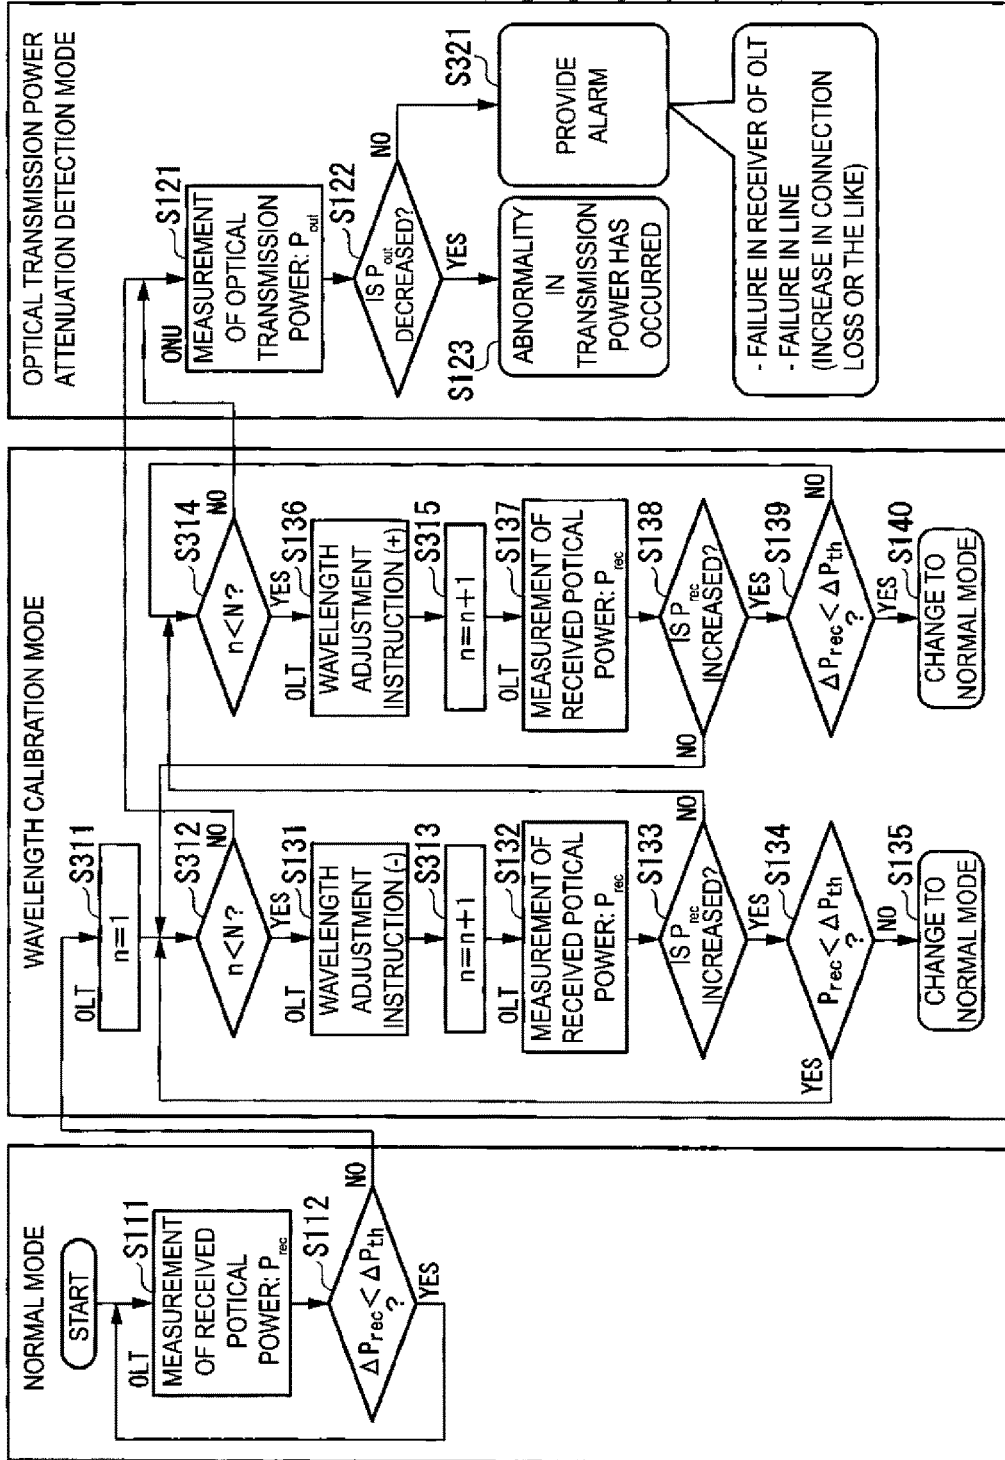 NORMAL MODE
START
OLT
S111
MEASUREMENT
OF RECEIVED
POTICAL
POWER: Prec
S112
ΔPrec < ΔPth
?
NO
YES
WAVELENGTH CALIBRATION MODE
OLT
S311
n=1
S312
n<N?
NO
YES
OLT
S131
WAVELENGTH
ADJUSTMENT
INSTRUCTION (-)
S313
n=n+1
OLT
S132
MEASUREMENT OF
RECEIVED POTICAL
POWER: Prec
S133
IS Prec
INCREASED?
NO
YES
S134
Prec < ΔPth
?
YES
NO
S135
CHANGE TO
NORMAL MODE
S314
n<N?
NO
YES
OLT
S136
WAVELENGTH
ADJUSTMENT
INSTRUCTION (+)
S315
n=n+1
OLT
S137
MEASUREMENT OF
RECEIVED POTICAL
POWER: Prec
S138
IS Prec
INCREASED?
NO
YES
S139
ΔPrec < ΔPth
?
NO
YES
S140
CHANGE TO
NORMAL MODE
OPTICAL TRANSMISSION POWER
ATTENUATION DETECTION MODE
ONU
S121
MEASUREMENT
OF OPTICAL
TRANSMISSION
POWER: Pout
S122
IS Pout
DECREASED?
NO
YES
S123
ABNORMALITY
IN
TRANSMISSION
POWER HAS
OCCURRED
S321
PROVIDE
ALARM
- FAILURE IN RECEIVER OF OLT
- FAILURE IN LINE
(INCREASE IN CONNECTION
LOSS OR THE LIKE)